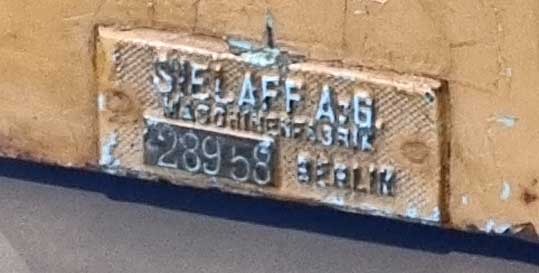 SIELAFF A.G.
MASCHINENFABRIK
28958 BERLIN